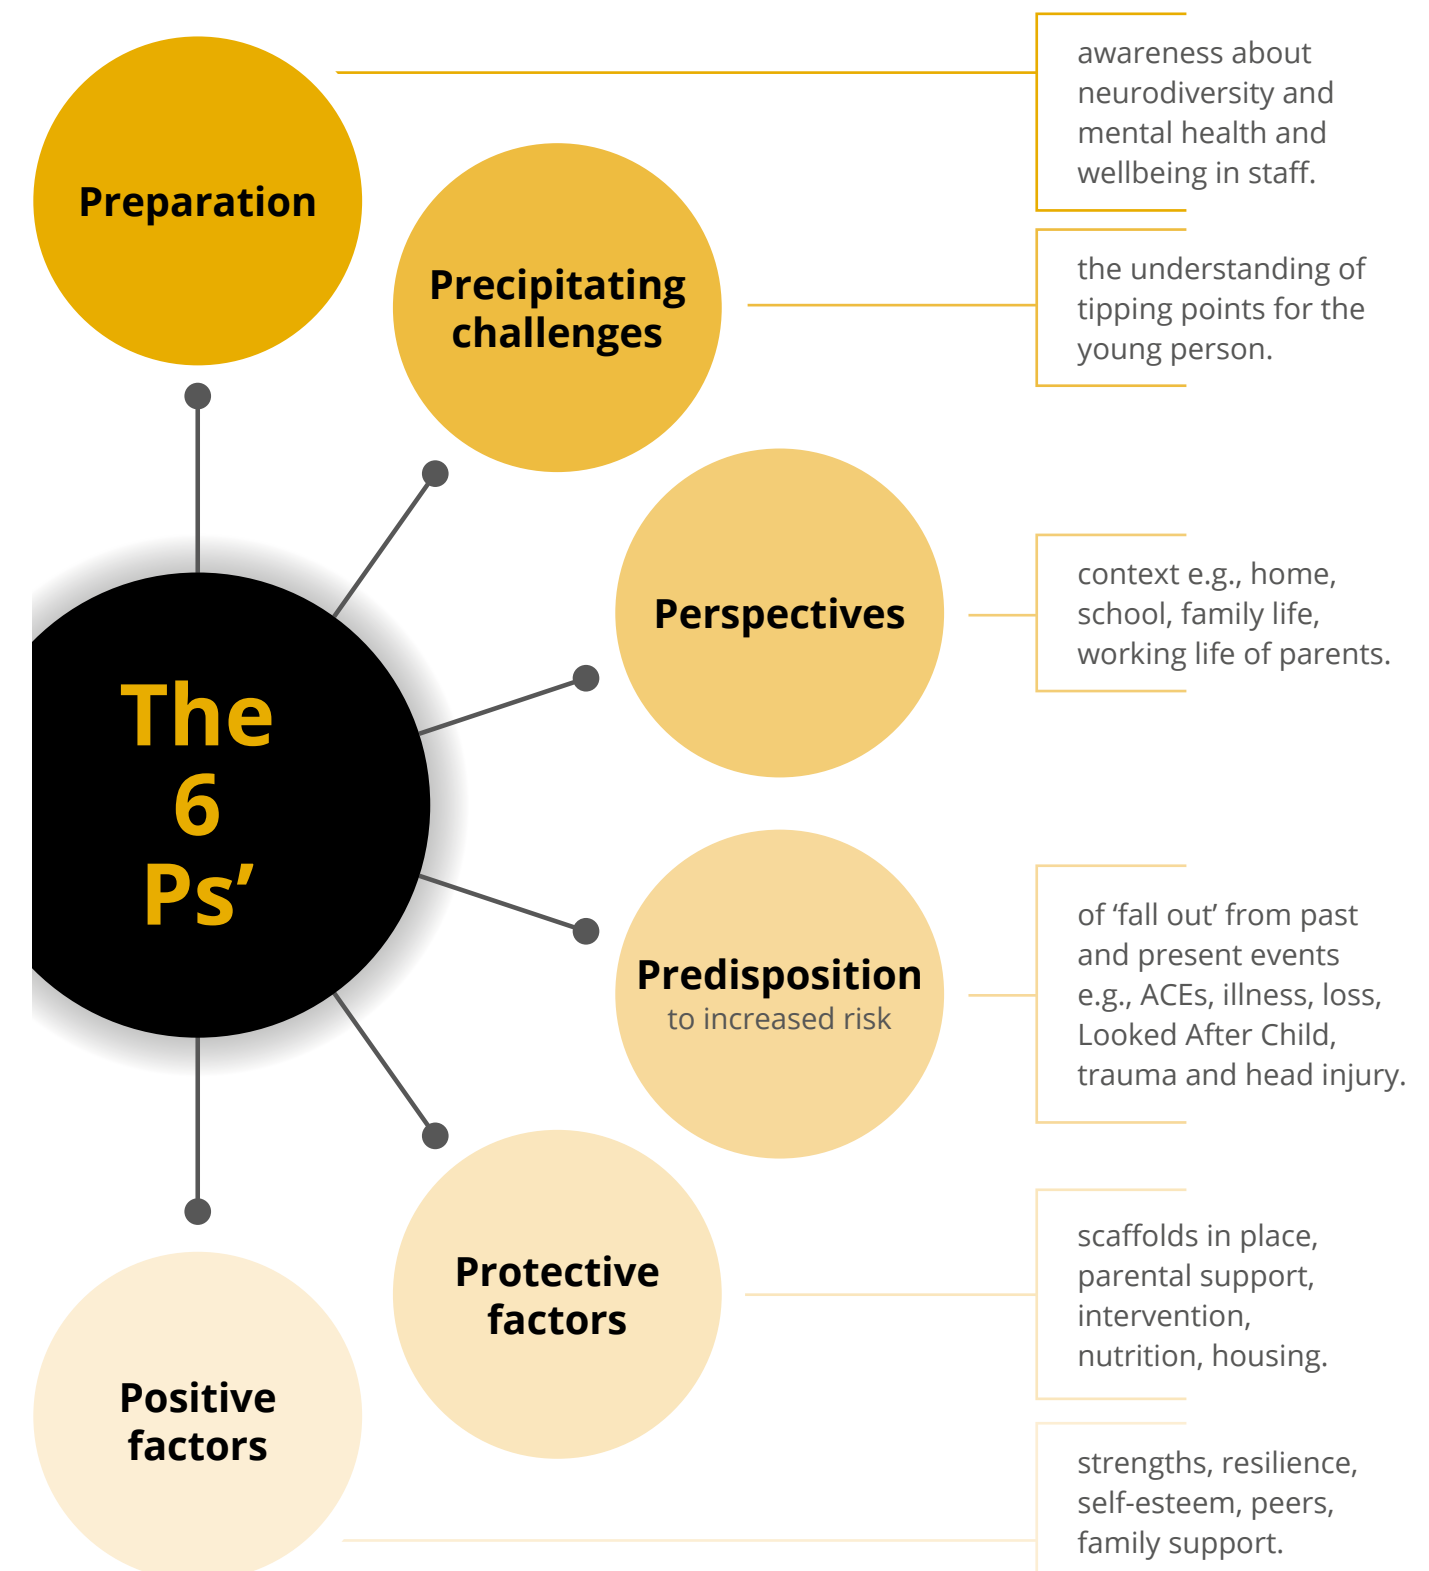 The
6
Ps’
Preparation
awareness about
neurodiversity and
mental health and
wellbeing in staff.
Precipitating
challenges
the understanding of
tipping points for the
young person.
Perspectives
context e.g., home,
school, family life,
working life of parents.
Predisposition
to increased risk
of ‘fall out’ from past
and present events
e.g., ACEs, illness, loss,
Looked After Child,
trauma and head injury.
Protective
factors
scaffolds in place,
parental support,
intervention,
nutrition, housing.
Positive
factors
strengths, resilience,
self-esteem, peers,
family support.